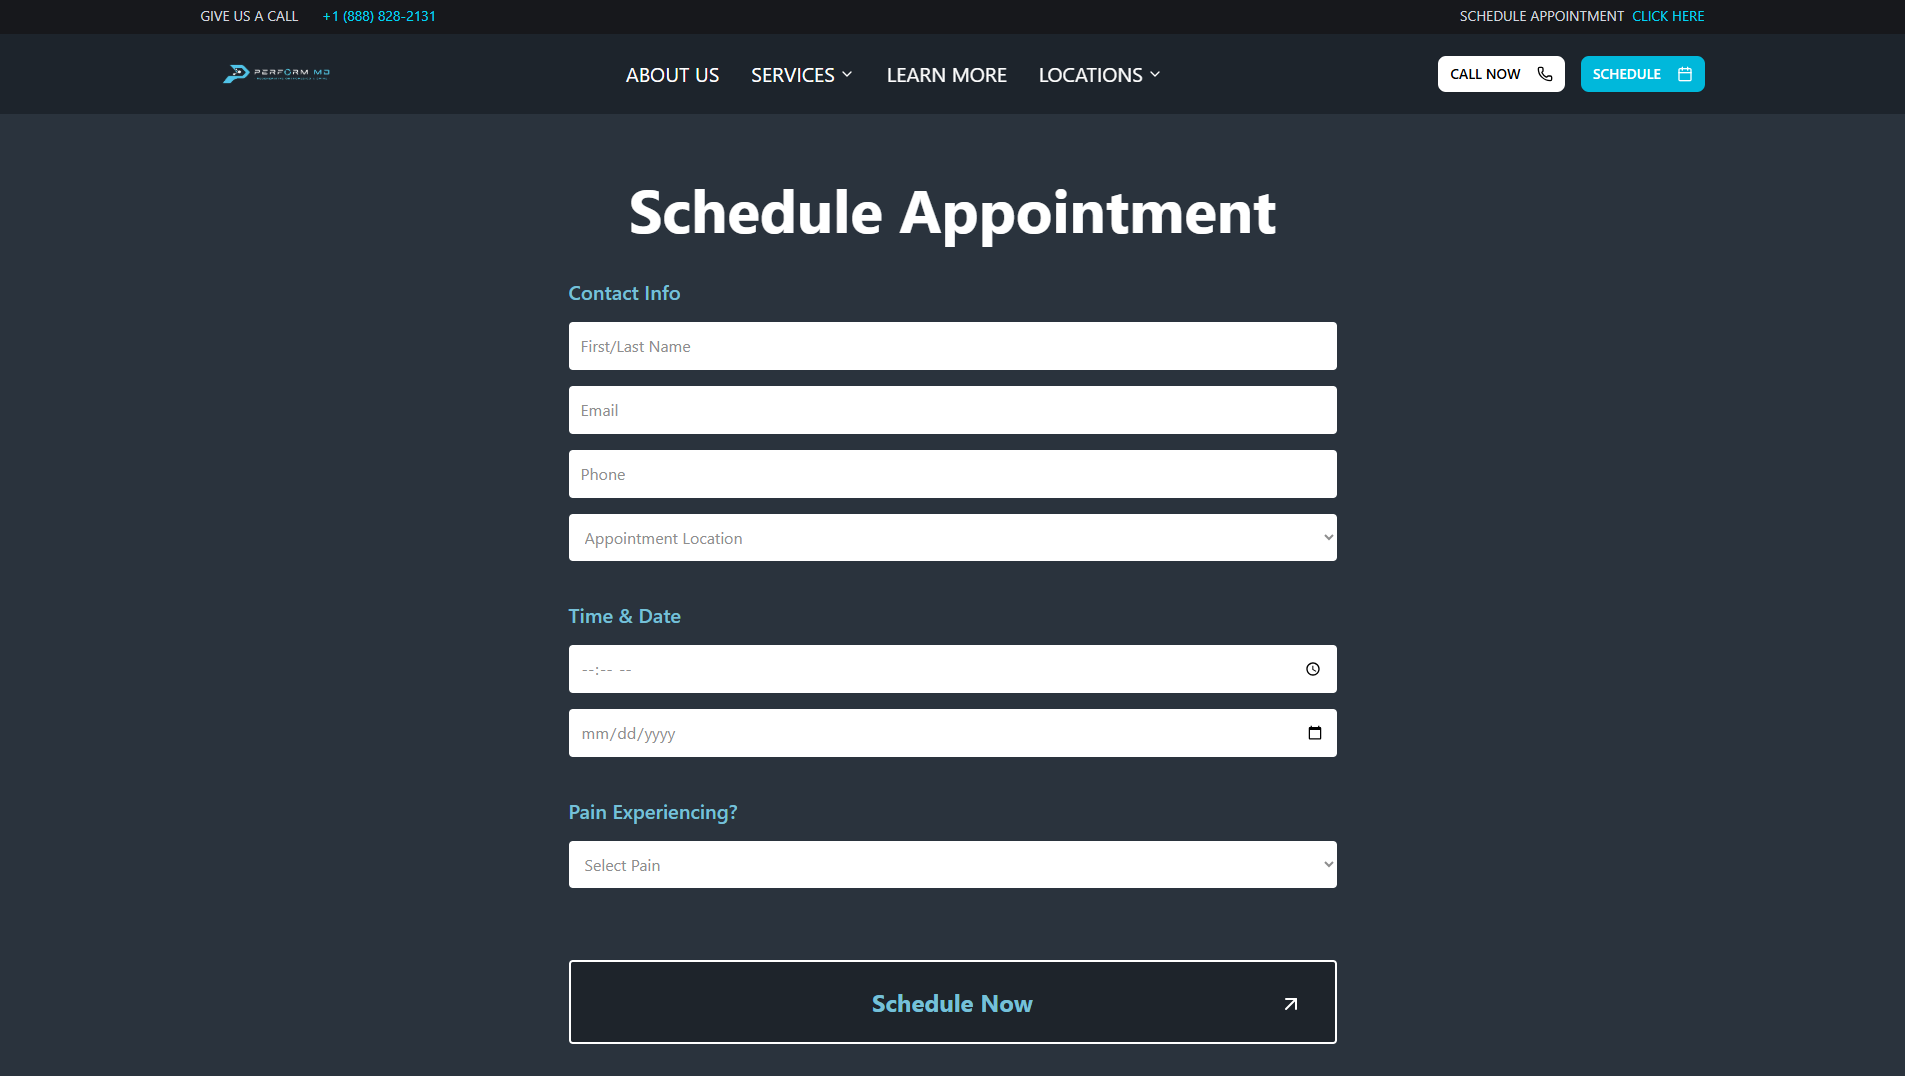 GIVE US A CALL +1 (888) 828-2131 SCHEDULE APPOINTMENT CLICK HERE
PERFORM MD ABOUT US SERVICES LEARN MORE LOCATIONS CALL NOW SCHEDULE
Schedule Appointment
Contact Info
First/Last Name
Email
Phone
Appointment Location
Time & Date
--:-- --
mm/dd/yyyy
Pain Experiencing?
Select Pain
Schedule Now